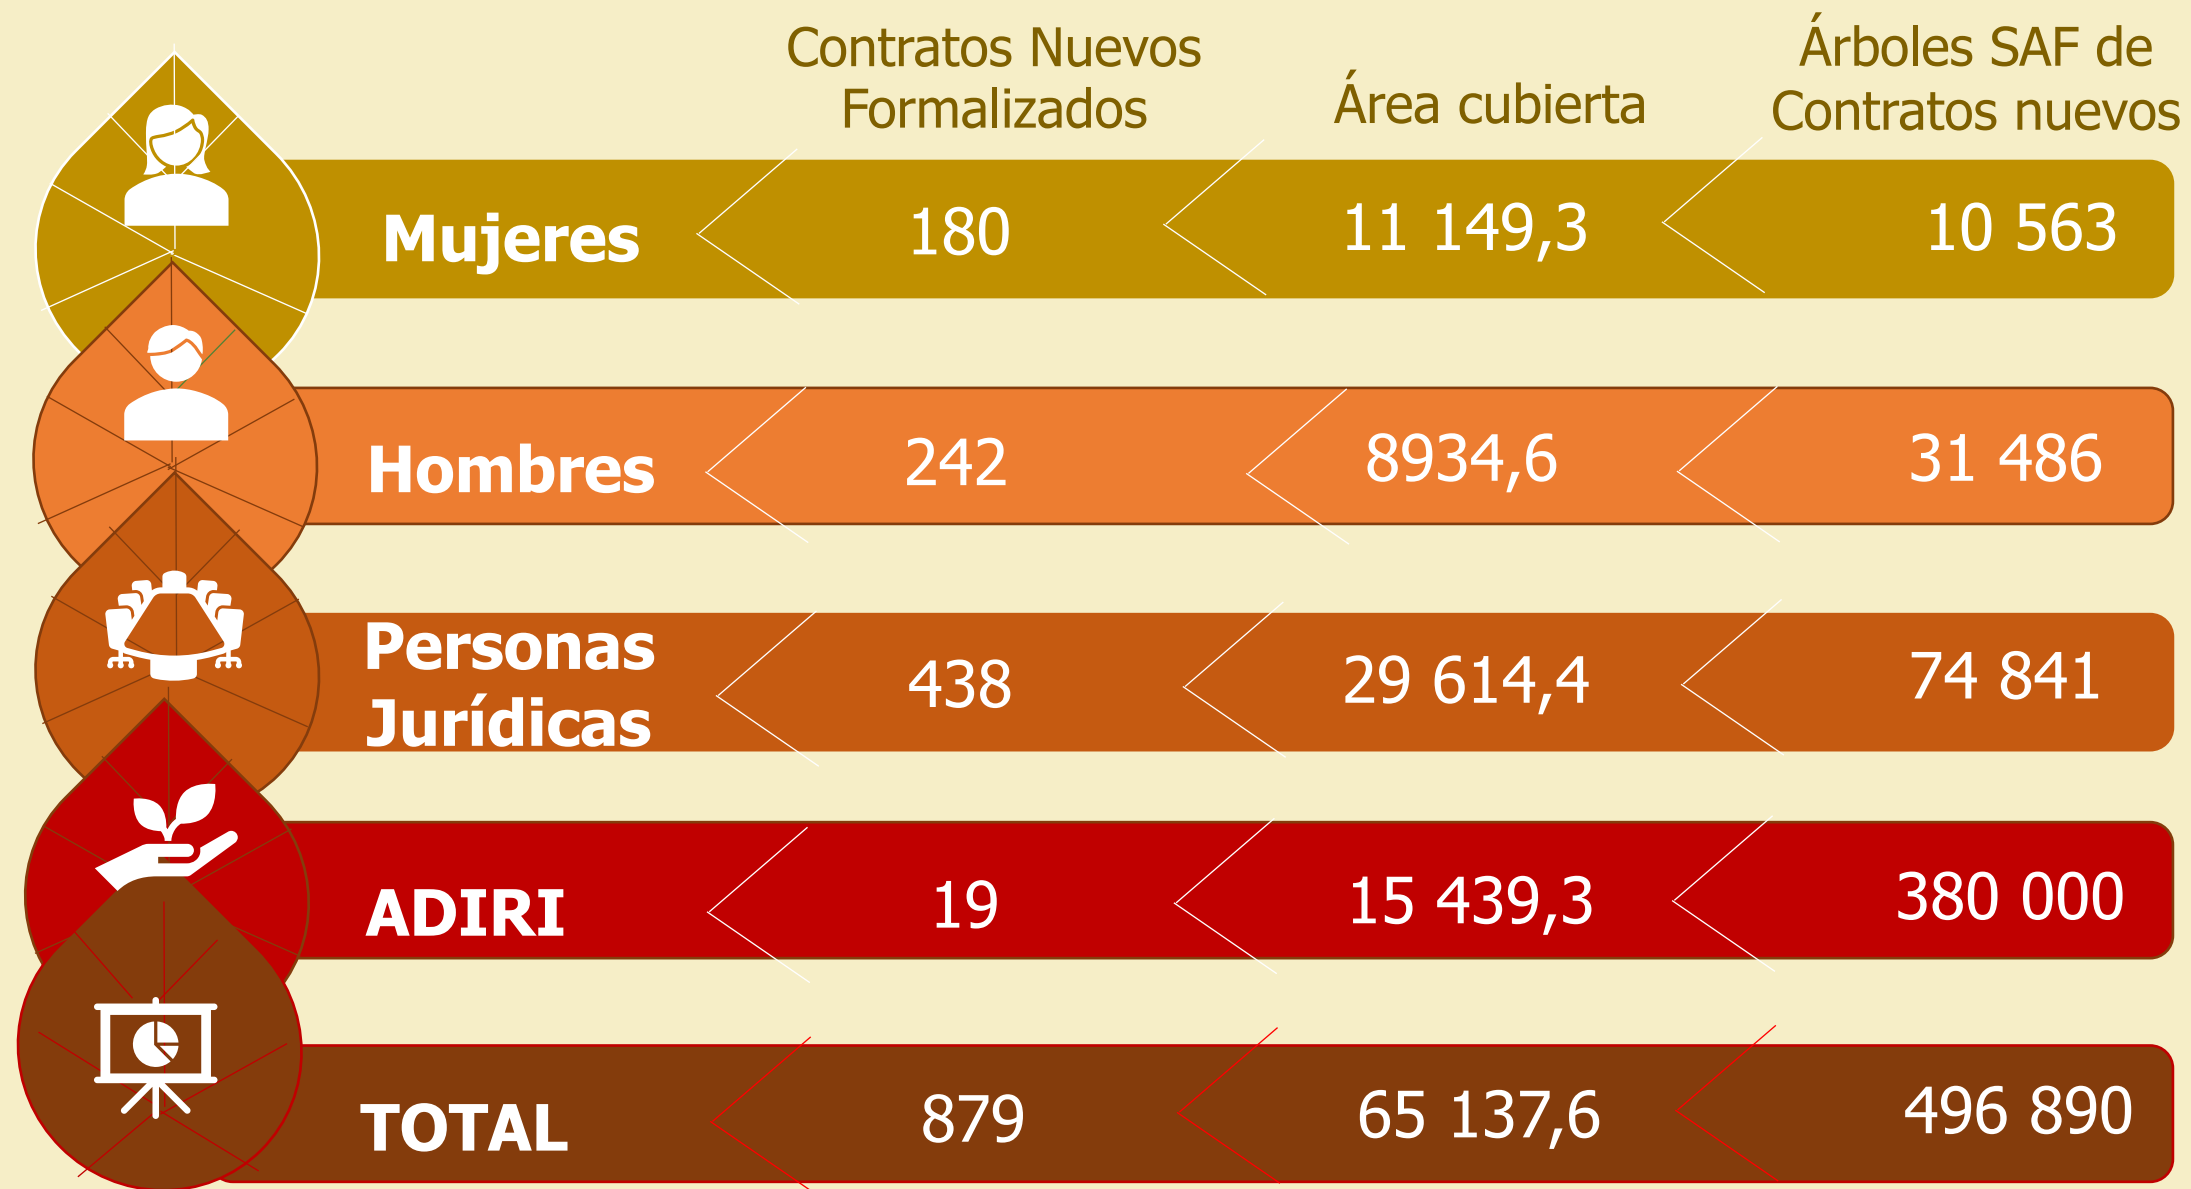 Contratos Nuevos
Formalizados
Área cubierta
Árboles SAF de
Contratos nuevos
Mujeres 180 11 149,3 10 563
Hombres 242 8934,6 31 486
Personas
Jurídicas
438 29 614,4 74 841
ADIRI 19 15 439,3 380 000
TOTAL 879 65 137,6 496 890